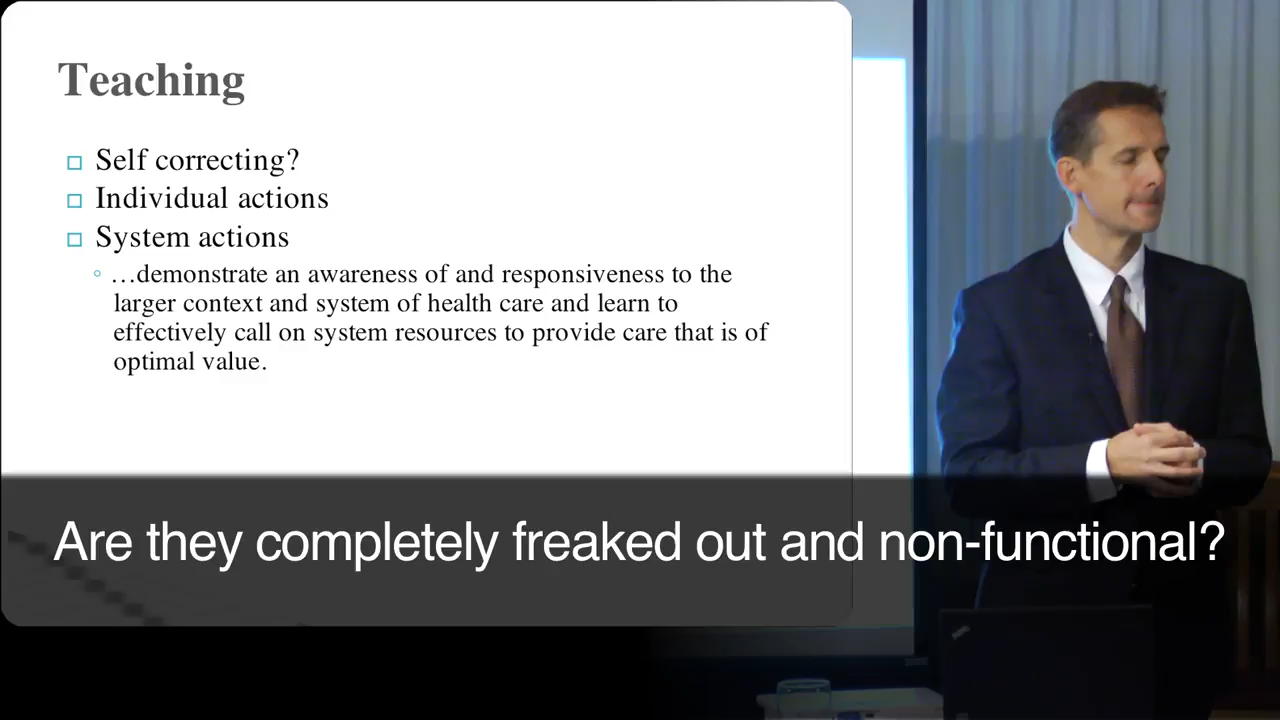 Teaching
Self correcting?
Individual actions
System actions
…demonstrate an awareness of and responsiveness to the
larger context and system of health care and learn to
effectively call on system resources to provide care that is of
optimal value.
Are they completely freaked out and non-functional?